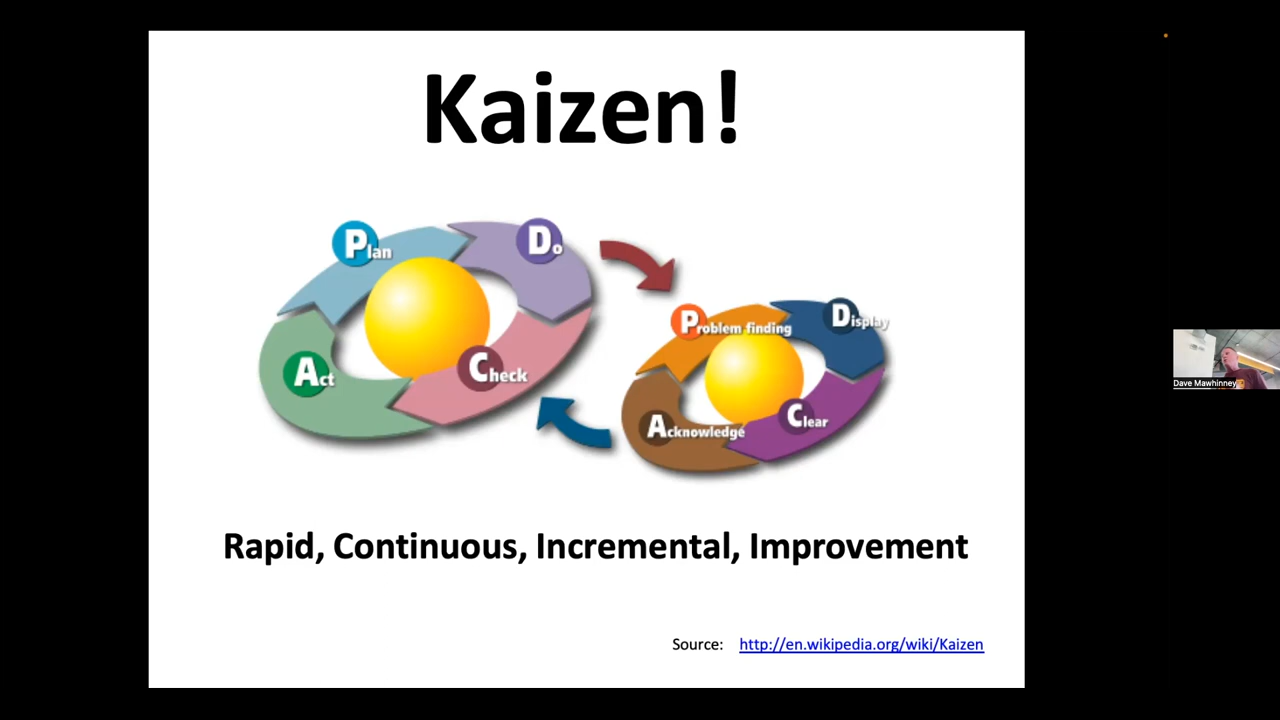 Kaizen!
Plan
Do
Check
Act
Problem finding
Display
Clear
Acknowledge
Rapid, Continuous, Incremental, Improvement
Source: http://en.wikipedia.org/wiki/Kaizen
Dave Mawhinney